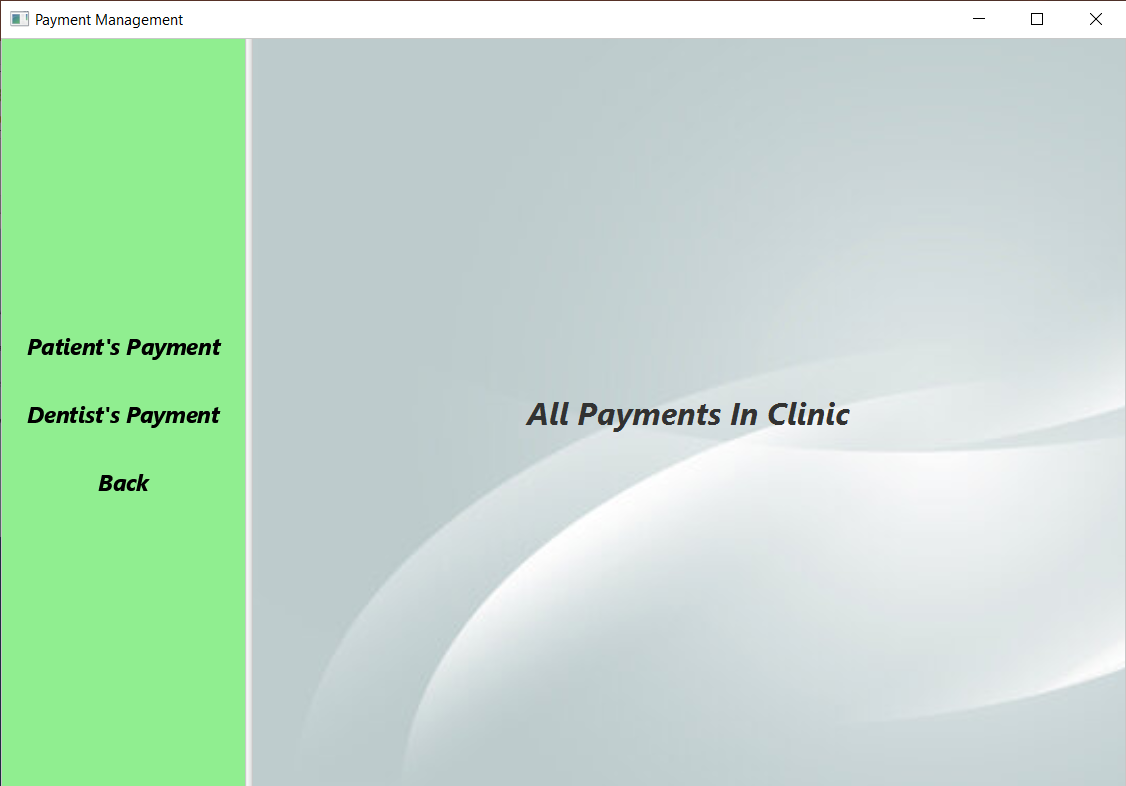 Payment Management
Patient's Payment
Dentist's Payment
Back
All Payments In Clinic